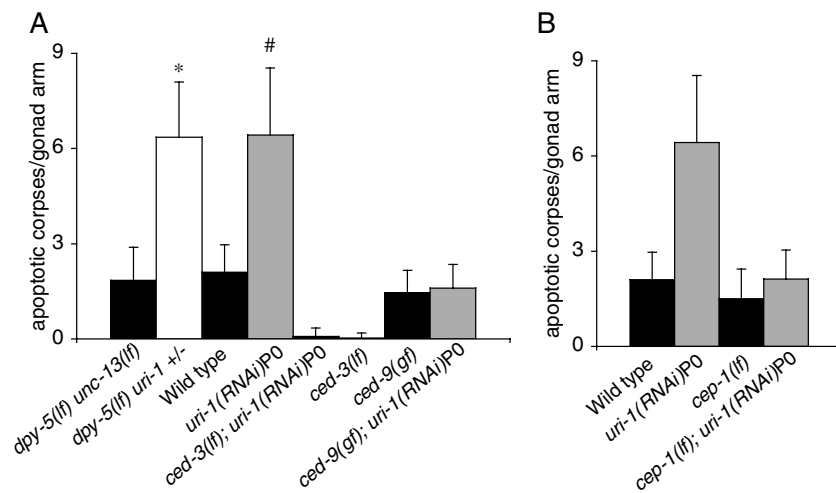 A
apoptotic corpses/gonad arm
9
6
3
0
*
#
dpy-5(lf) unc-13(lf)
dpy-5(lf) uri-1 +/-
Wild type
uri-1(RNAi)P0
ced-3(lf); uri-1(RNAi)P0
ced-3(lf)
ced-9(gf)
ced-9(gf); uri-1(RNAi)P0
B
apoptotic corpses/gonad arm
9
6
3
0
Wild type
uri-1(RNAi)P0
cep-1(lf)
cep-1(lf); uri-1(RNAi)P0